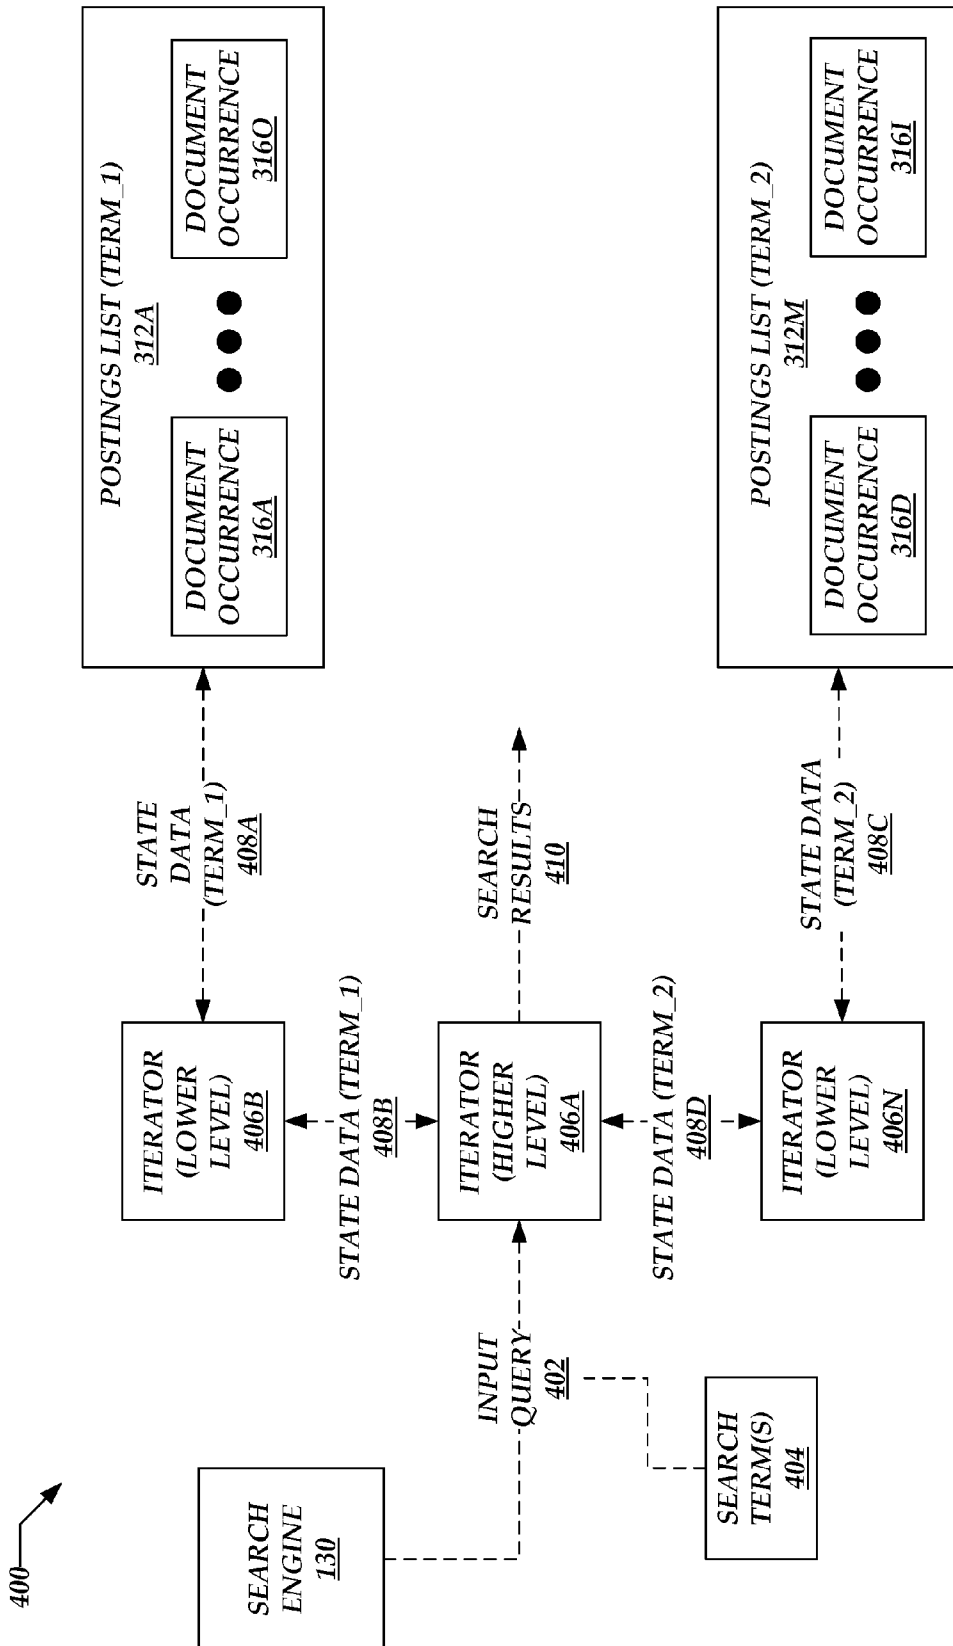 400
SEARCH
ENGINE
130
SEARCH
TERM(S)
404
INPUT
QUERY
402
ITERATOR
(LOWER
LEVEL)
406B
STATE DATA (TERM_1)
408B
ITERATOR
(HIGHER
LEVEL)
406A
STATE DATA (TERM_2)
408D
ITERATOR
(LOWER
LEVEL)
406N
STATE
DATA
(TERM_1)
408A
SEARCH
RESULTS
410
STATE DATA
(TERM_2)
408C
POSTINGS LIST (TERM_1)
312A
DOCUMENT
OCCURRENCE
316A
DOCUMENT
OCCURRENCE
316O
POSTINGS LIST (TERM_2)
312M
DOCUMENT
OCCURRENCE
316D
DOCUMENT
OCCURRENCE
316I